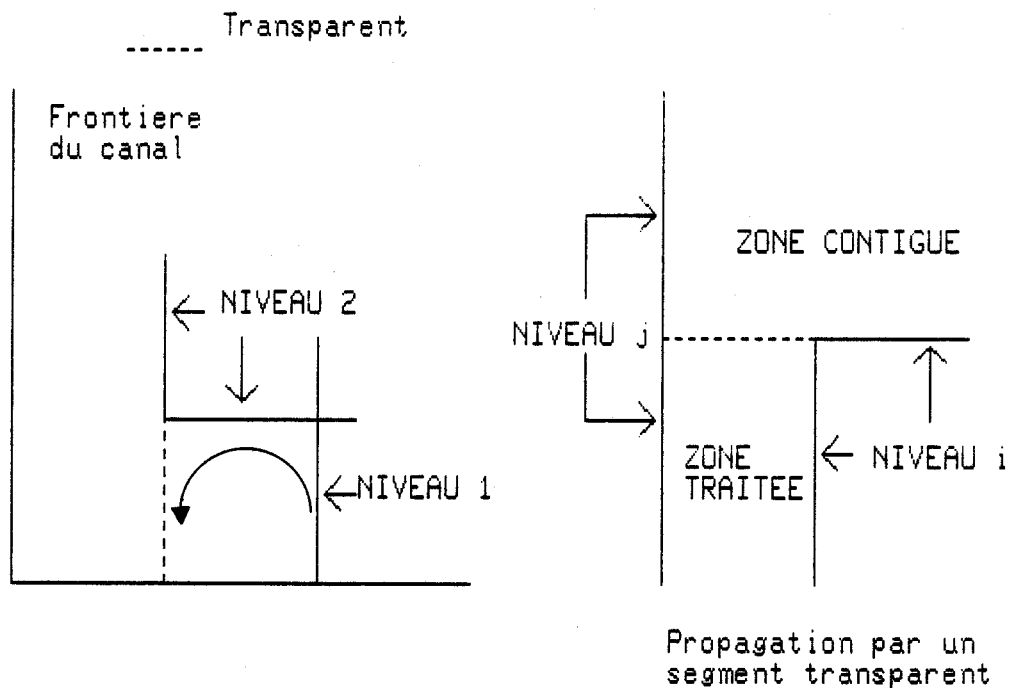 Transparent
Frontiere
du canal
NIVEAU 2
NIVEAU 1
ZONE CONTIGUE
NIVEAU j
ZONE
TRAITEE
NIVEAU i
Propagation par un
segment transparent